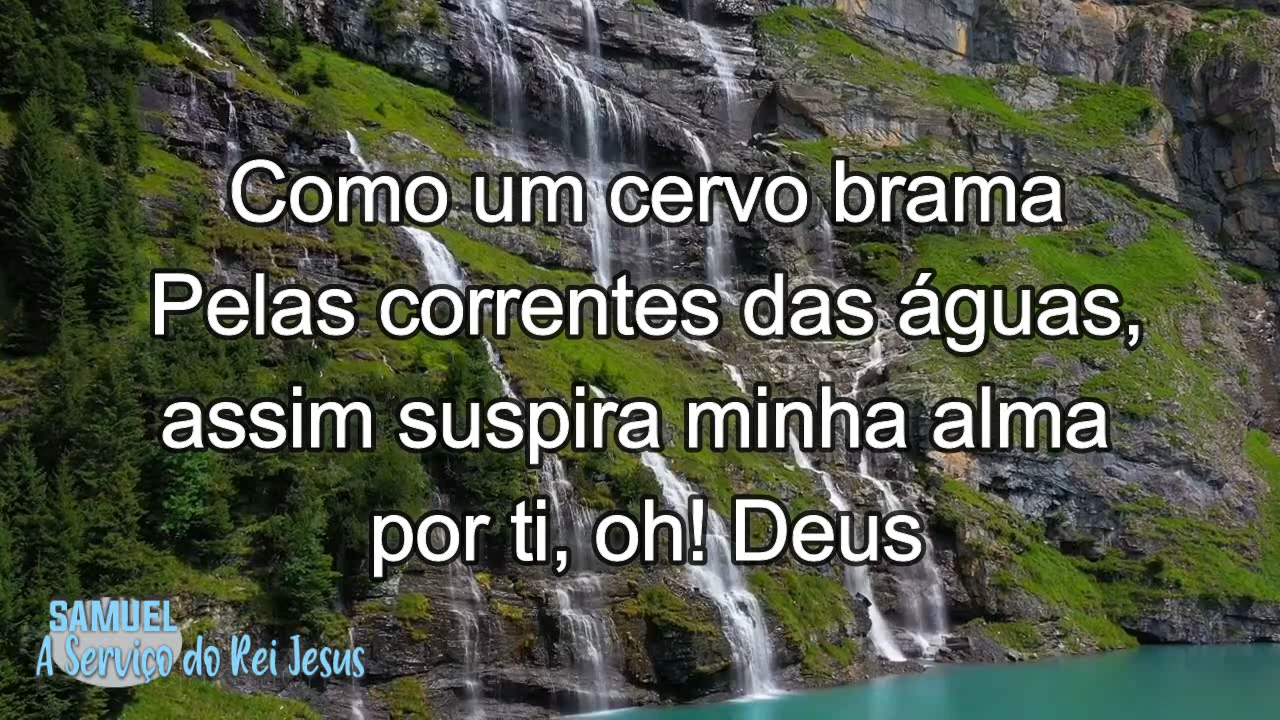 Como um cervo brama
Pelas correntes das águas,
assim suspira minha alma
por ti, oh! Deus
SAMUEL
A Serviço do Rei Jesus